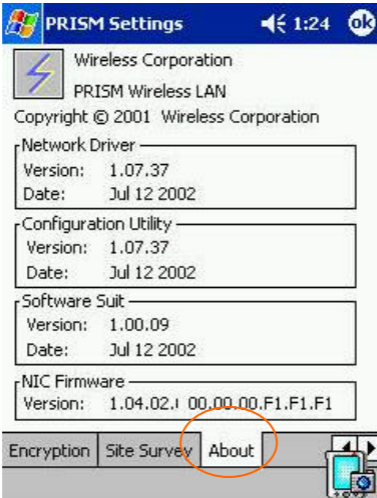 PRISM Settings 1:24 ok
Wireless Corporation
PRISM Wireless LAN
Copyright © 2001 Wireless Corporation
Network Driver
Version: 1.07.37
Date: Jul 12 2002
Configuration Utility
Version: 1.07.37
Date: Jul 12 2002
Software Suit
Version: 1.00.09
Date: Jul 12 2002
NIC Firmware
Version: 1.04.02. 00.00.00.F1.F1.F1
Encryption Site Survey About